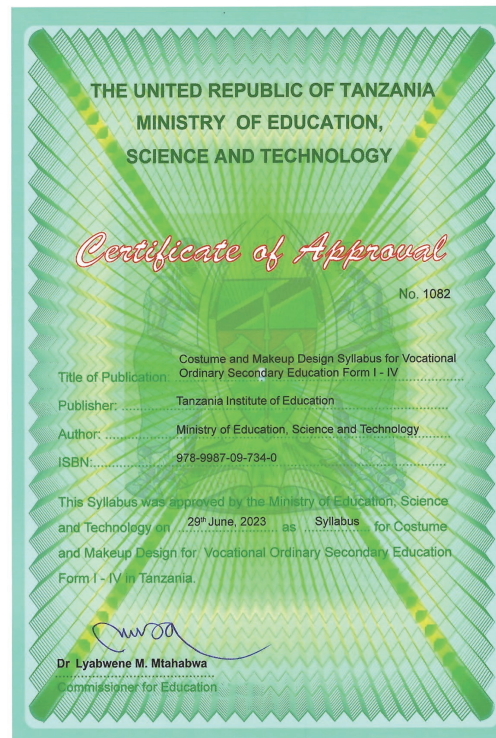 THE UNITED REPUBLIC OF TANZANIA
MINISTRY OF EDUCATION,
SCIENCE AND TECHNOLOGY
Certificate of Approval
No. 1082
Title of Publication: Costume and Makeup Design Syllabus for Vocational
Ordinary Secondary Education Form I - IV
Publisher: Tanzania Institute of Education
Author: Ministry of Education, Science and Technology
ISBN: 978-9987-09-734-0
This Syllabus was approved by the Ministry of Education, Science
and Technology on 29th June, 2023 as Syllabus for Costume
and Makeup Design for Vocational Ordinary Secondary Education
Form I - IV in Tanzania.
Dr Lyabwene M. Mtahabwa
Commissioner for Education